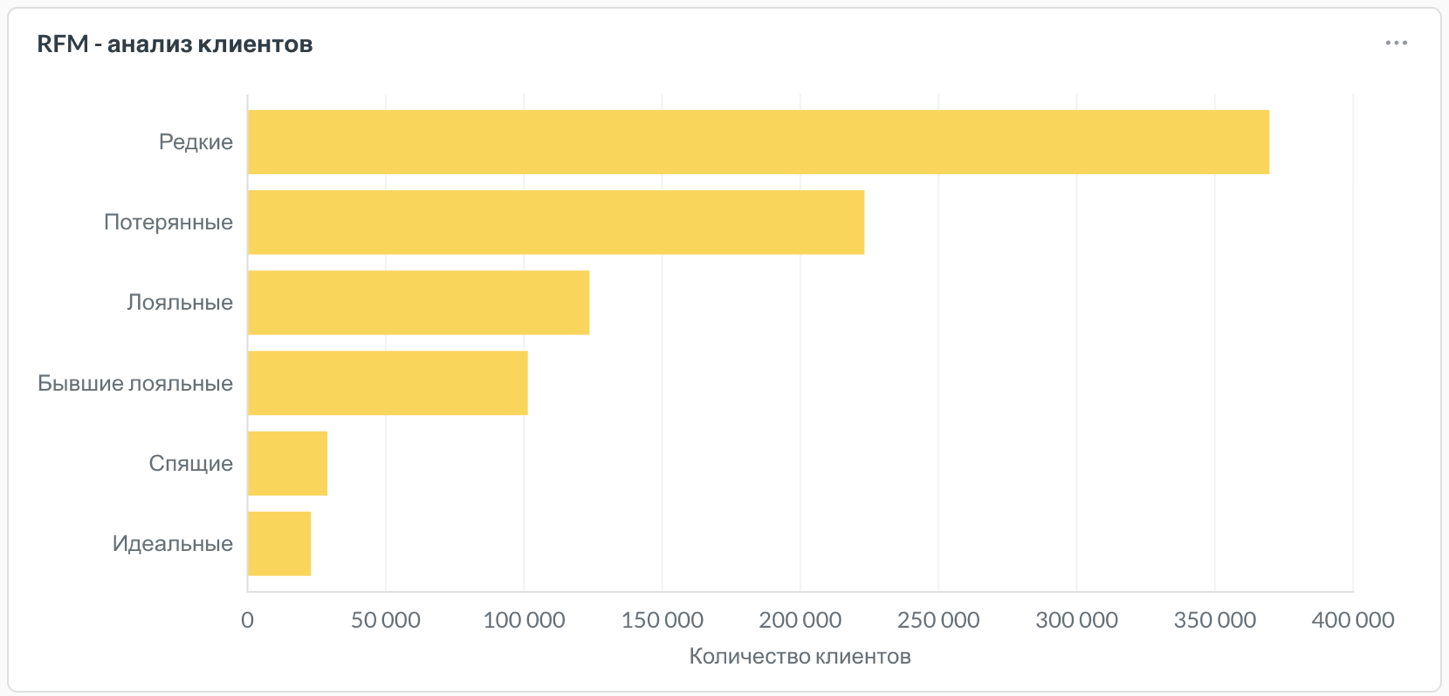 RFM - анализ клиентов
Редкие
Потерянные
Лояльные
Бывшие лояльные
Спящие
Идеальные
0 50 000 100 000 150 000 200 000 250 000 300 000 350 000 400 000
Количество клиентов